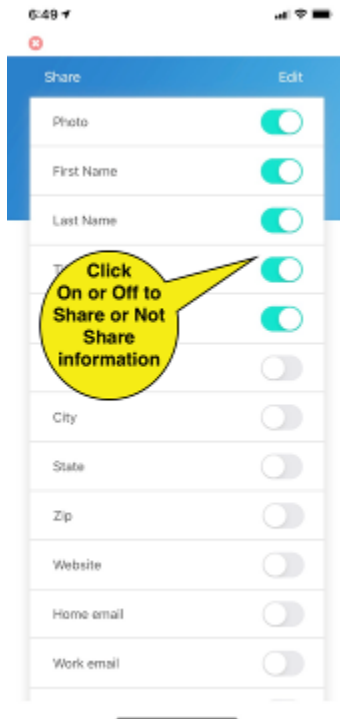 6:49
Share Edit
Photo
First Name
Last Name
T
Click
On or Off to
Share or Not
Share
information
City
State
Zip
Website
Home email
Work email